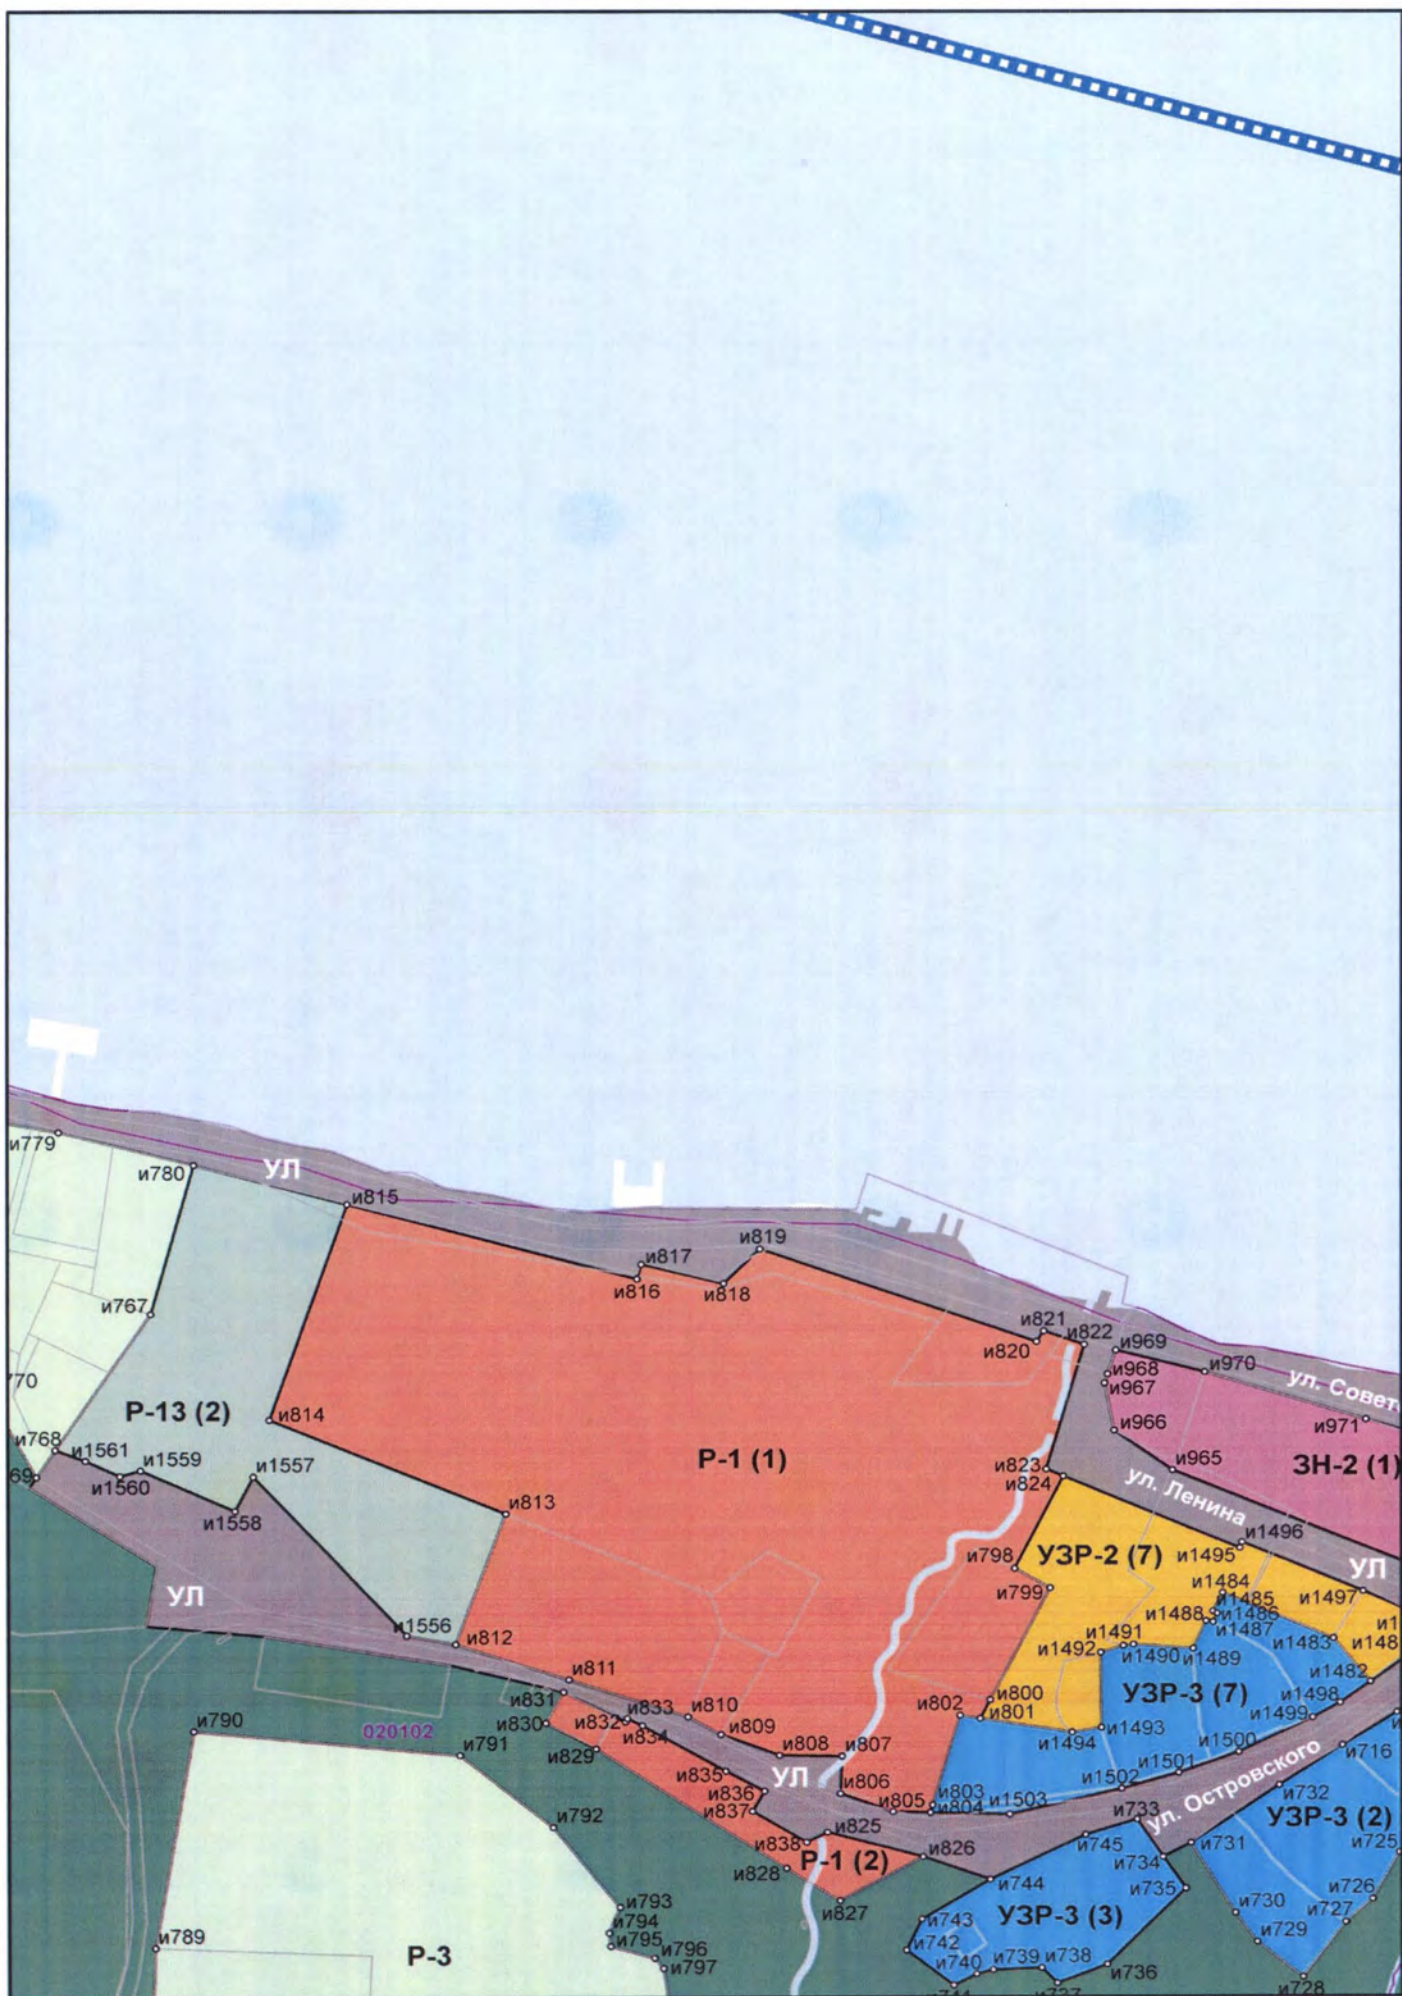 и779
и780
УЛ
и815
и819
и817
и816
и818
и767
и821
и822
и969
и820
и968
и970
и967
ул. Совет
770
Р-13 (2)
и814
и966
и971
и768
Р-1 (1)
ЗН-2 (1)
и1561
и1559
и1557
и823
и965
69
и1560
и824
ул. Ленина
и1558
и813
и1496
и798
УЗР-2 (7)
и1495
УЛ
УЛ
и799
и1484
и1497
и1485
и1488
и1486
и1487
и1556
и1491
и1483
и148
и812
и1492
и1490
и1489
и811
и1482
и831
и800
УЗР-3 (7)
и1498
и802
и833
и810
и801
и1499
и830
и832
и834
и809
и1493
и790
020102
и1494
и791
и829
и808
и807
и1500
и716
и1501
ул. Островского
и835
УЛ
и806
и1502
и732
и836
и805
и803
и804
и1503
и837
и733
УЗР-3 (2)
и792
и825
и838
и745
и731
и725
Р-1 (2)
и826
и734
и828
и744
и735
и726
и793
и827
и730
и727
и743
УЗР-3 (3)
и794
и729
и789
и795
и742
Р-3
и796
и740
и739
и738
и797
и736
и728
и737